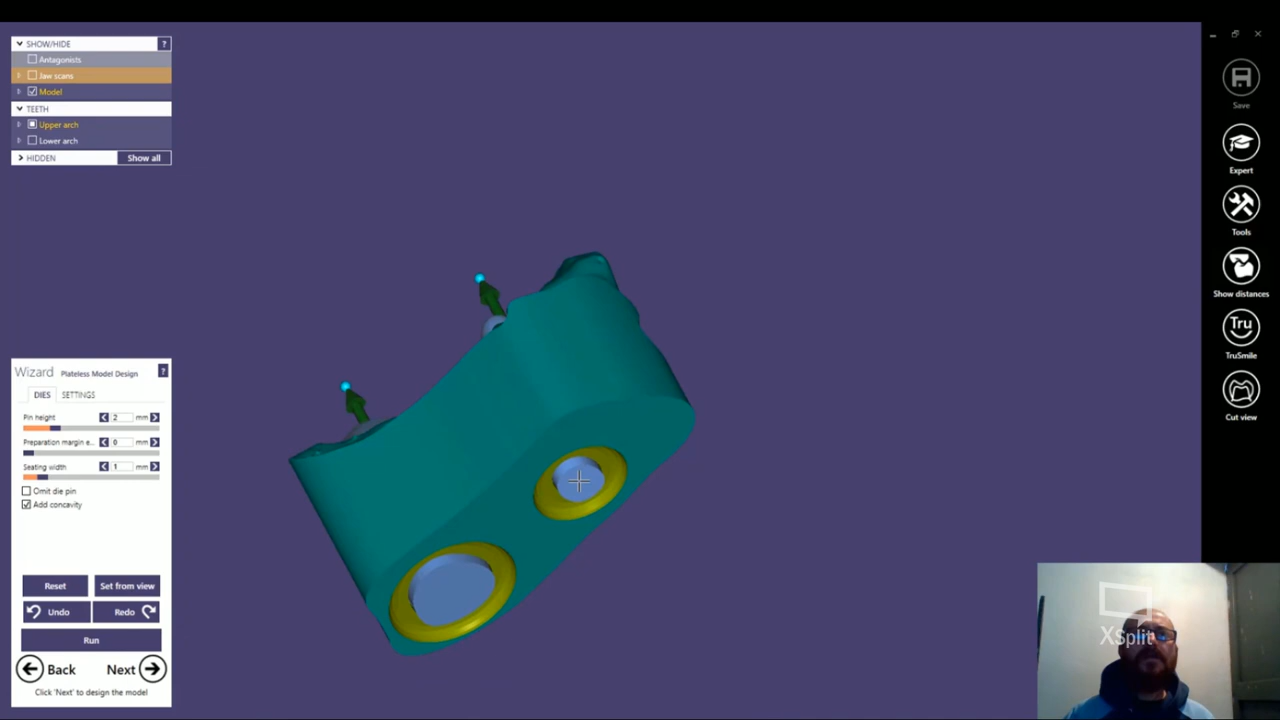 SHOW/HIDE ?
Antagonists
Jaw scans
Model
TEETH
Upper arch
Lower arch
HIDDEN Show all
Save
Expert
Tools
Show distances
Tru
TruSmile
Cut view
Wizard Plateless Model Design ?
DIES SETTINGS
Pin height 2 mm
Preparation margin e... 0 mm
Seating width 1 mm
Omit die pin
Add concavity
Reset Set from view
Undo Redo
Run
Back Next
Click 'Next' to design the model
XSplit